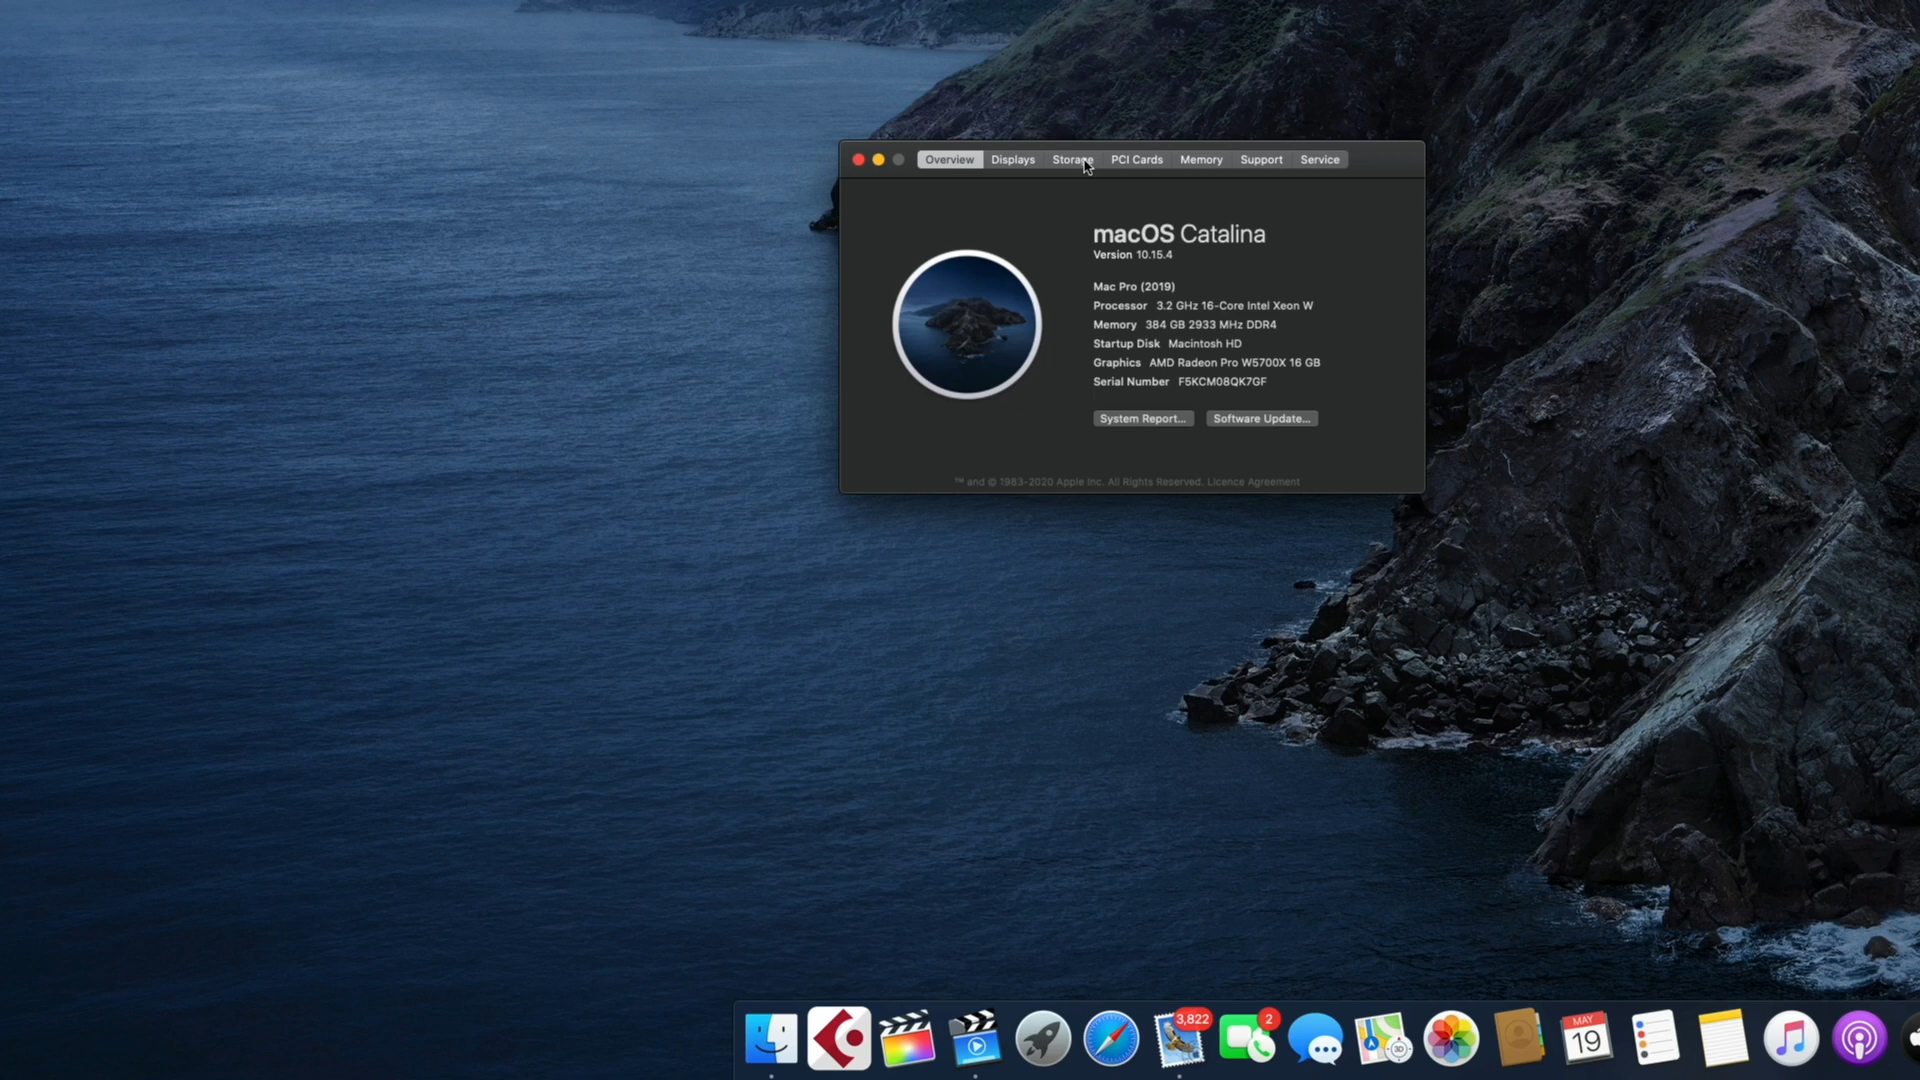 Overview Displays Storage PCI Cards Memory Support Service
macOS Catalina
Version 10.15.4
Mac Pro (2019)
Processor 3.2 GHz 16-Core Intel Xeon W
Memory 384 GB 2933 MHz DDR4
Startup Disk Macintosh HD
Graphics AMD Radeon Pro W5700X 16 GB
Serial Number F5KCM08QK7GF
System Report... Software Update...
™ and © 1983-2020 Apple Inc. All Rights Reserved. Licence Agreement
3,822
2
3D
MAY
19